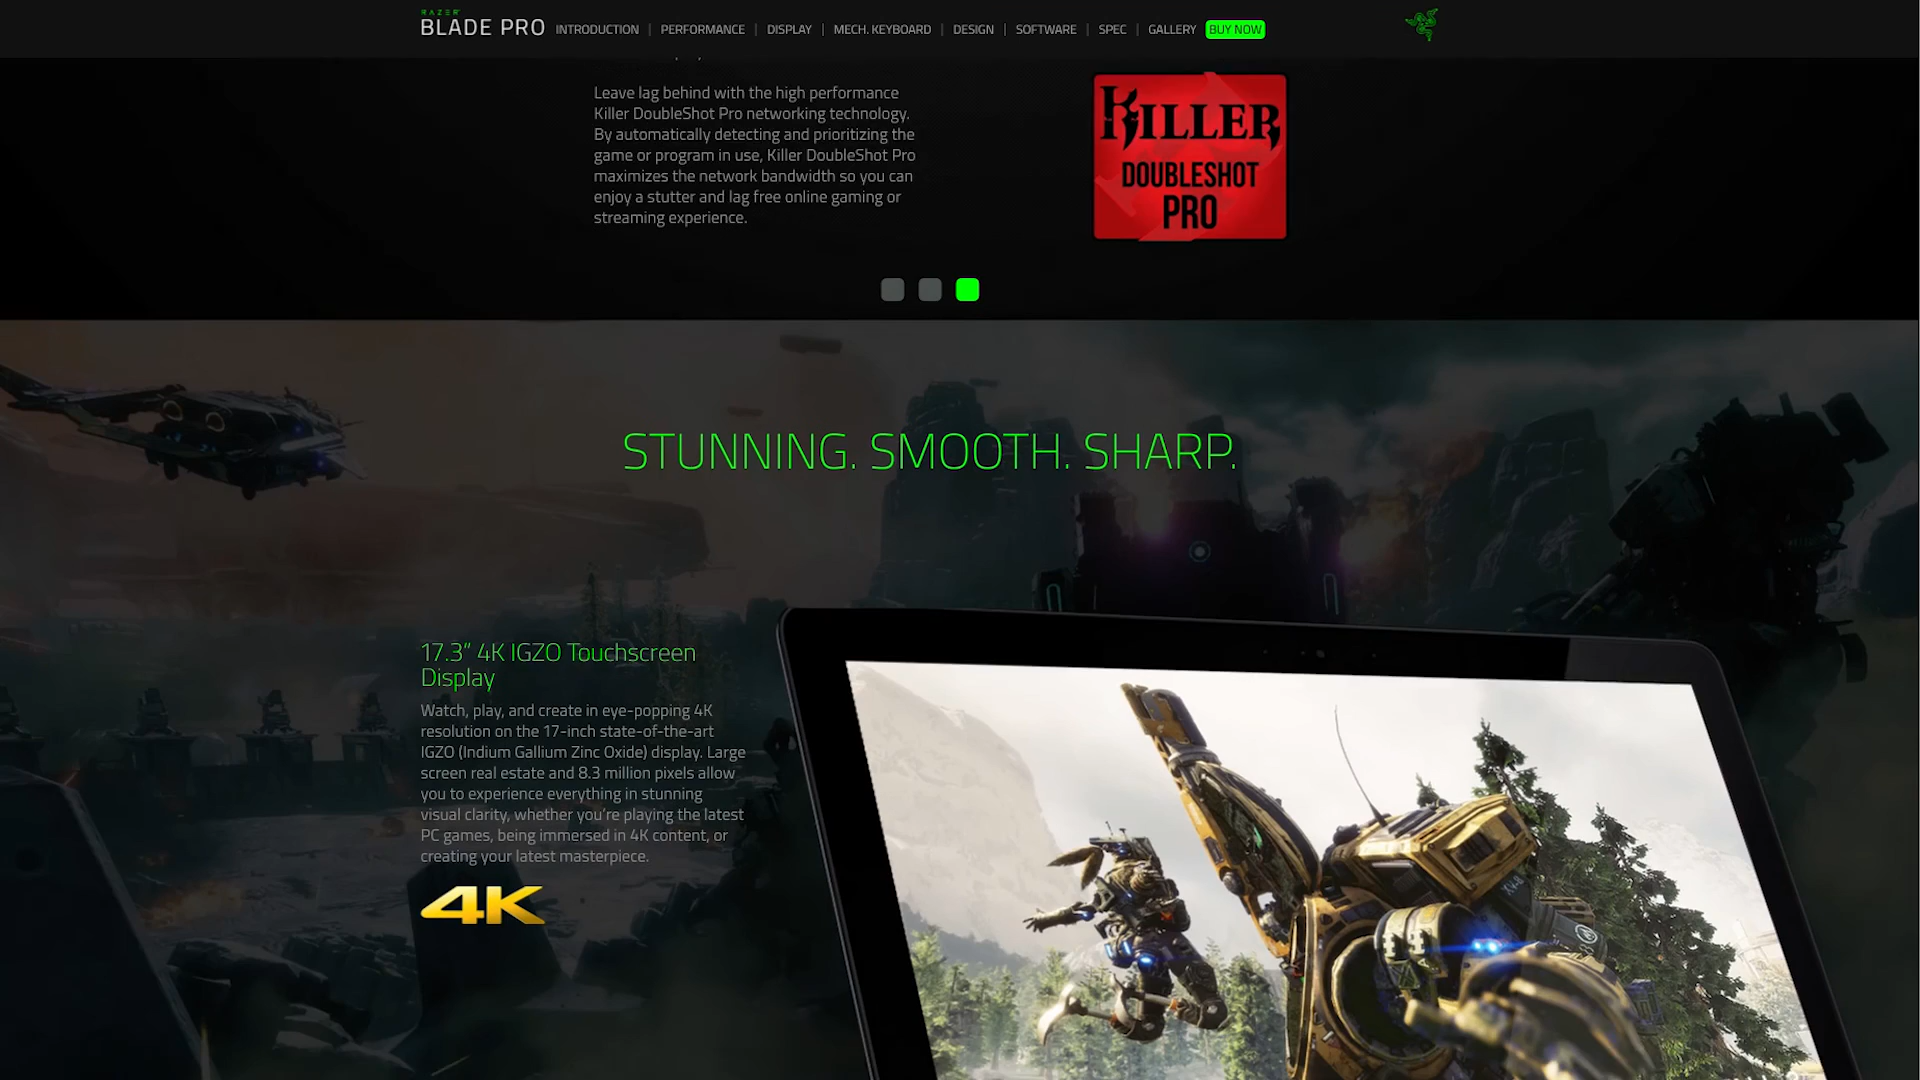 RAZER
BLADE PRO INTRODUCTION | PERFORMANCE | DISPLAY | MECH. KEYBOARD | DESIGN | SOFTWARE | SPEC | GALLERY BUY NOW
Leave lag behind with the high performance
Killer DoubleShot Pro networking technology.
By automatically detecting and prioritizing the
game or program in use, Killer DoubleShot Pro
maximizes the network bandwidth so you can
enjoy a stutter and lag free online gaming or
streaming experience.
KILLER
DOUBLESHOT
PRO
STUNNING. SMOOTH. SHARP.
17.3” 4K IGZO Touchscreen
Display
Watch, play, and create in eye-popping 4K
resolution on the 17-inch state-of-the-art
IGZO (Indium Gallium Zinc Oxide) display. Large
screen real estate and 8.3 million pixels allow
you to experience everything in stunning
visual clarity, whether you’re playing the latest
PC games, being immersed in 4K content, or
creating your latest masterpiece.
4K